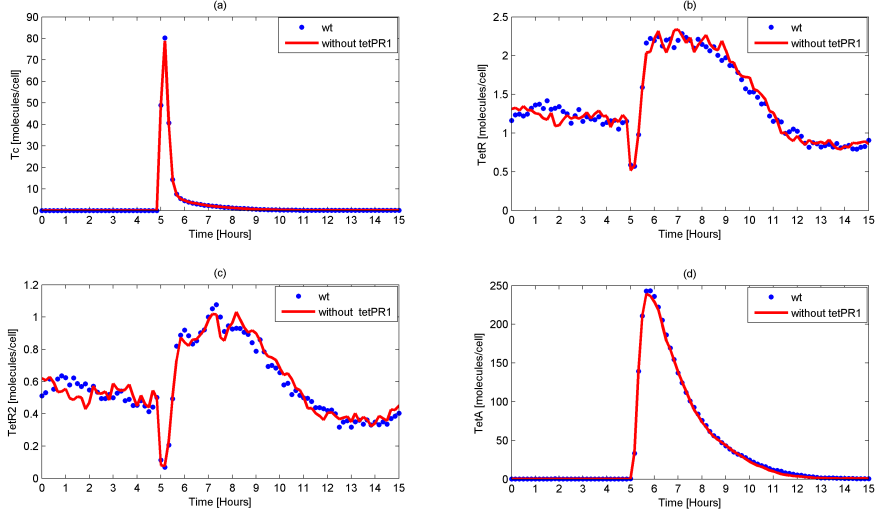 (a)
Tc [molecules/cell]
90
80
70
60
50
40
30
20
10
0
wt
without tetPR1
0 1 2 3 4 5 6 7 8 9 10 11 12 13 14 15
Time [Hours]
(b)
TetR [molecules/cell]
2.5
2
1.5
1
0.5
0
wt
without tetPR1
0 1 2 3 4 5 6 7 8 9 10 11 12 13 14 15
Time [Hours]
(c)
TetR2 [molecules/cell]
1.2
1
0.8
0.6
0.4
0.2
0
wt
without tetPR1
0 1 2 3 4 5 6 7 8 9 10 11 12 13 14 15
Time [Hours]
(d)
TetA [molecules/cell]
250
200
150
100
50
0
wt
without tetPR1
0 1 2 3 4 5 6 7 8 9 10 11 12 13 14 15
Time [Hours]